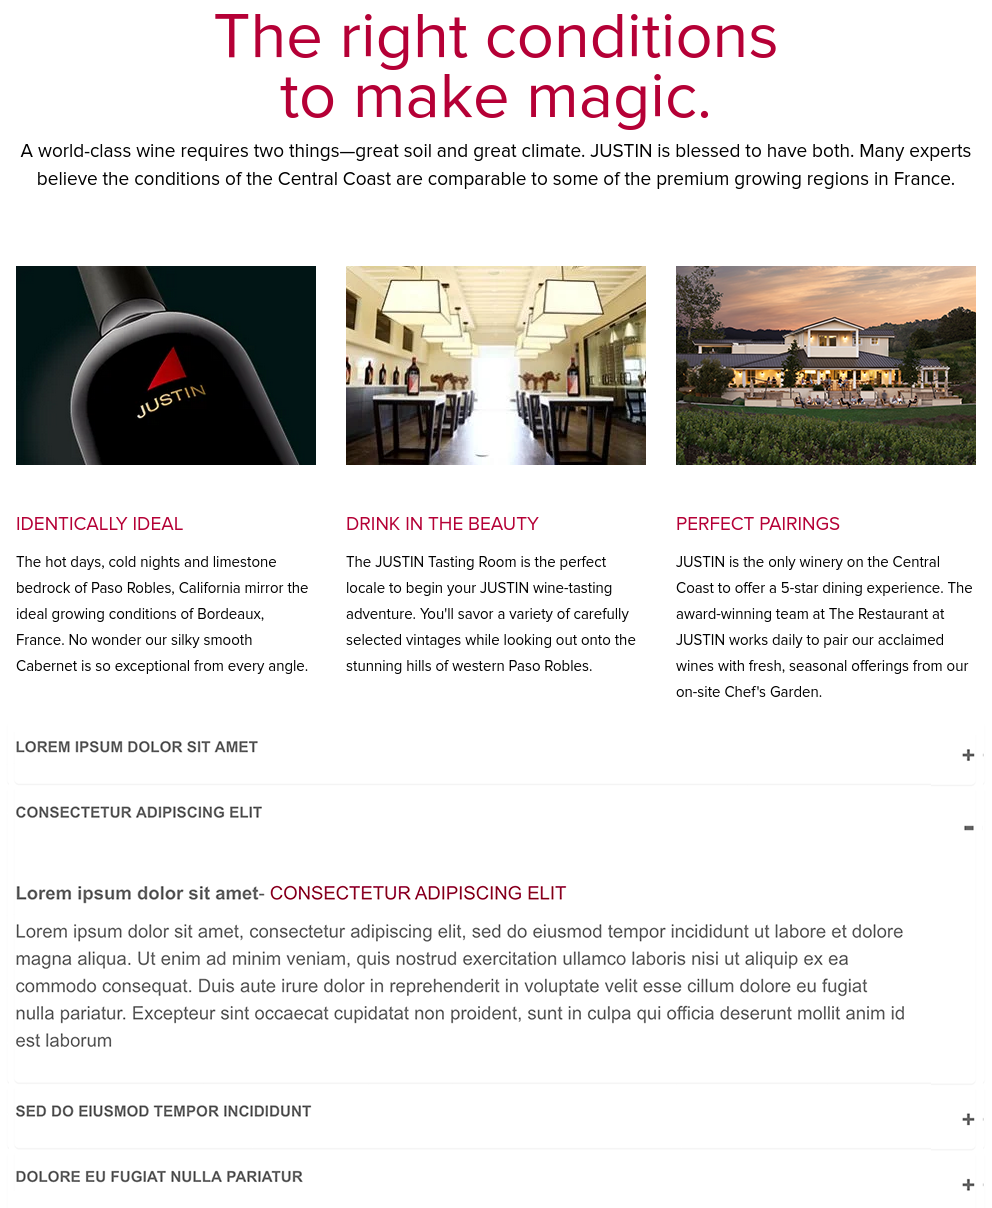 The right conditions
to make magic.
A world-class wine requires two things—great soil and great climate. JUSTIN is blessed to have both. Many experts
believe the conditions of the Central Coast are comparable to some of the premium growing regions in France.
JUSTIN
IDENTICALLY IDEAL
The hot days, cold nights and limestone
bedrock of Paso Robles, California mirror the
ideal growing conditions of Bordeaux,
France. No wonder our silky smooth
Cabernet is so exceptional from every angle.
DRINK IN THE BEAUTY
The JUSTIN Tasting Room is the perfect
locale to begin your JUSTIN wine-tasting
adventure. You'll savor a variety of carefully
selected vintages while looking out onto the
stunning hills of western Paso Robles.
PERFECT PAIRINGS
JUSTIN is the only winery on the Central
Coast to offer a 5-star dining experience. The
award-winning team at The Restaurant at
JUSTIN works daily to pair our acclaimed
wines with fresh, seasonal offerings from our
on-site Chef's Garden.
LOREM IPSUM DOLOR SIT AMET
+
CONSECTETUR ADIPISCING ELIT
-
Lorem ipsum dolor sit amet- CONSECTETUR ADIPISCING ELIT
Lorem ipsum dolor sit amet, consectetur adipiscing elit, sed do eiusmod tempor incididunt ut labore et dolore
magna aliqua. Ut enim ad minim veniam, quis nostrud exercitation ullamco laboris nisi ut aliquip ex ea
commodo consequat. Duis aute irure dolor in reprehenderit in voluptate velit esse cillum dolore eu fugiat
nulla pariatur. Excepteur sint occaecat cupidatat non proident, sunt in culpa qui officia deserunt mollit anim id
est laborum
SED DO EIUSMOD TEMPOR INCIDIDUNT
+
DOLORE EU FUGIAT NULLA PARIATUR
+